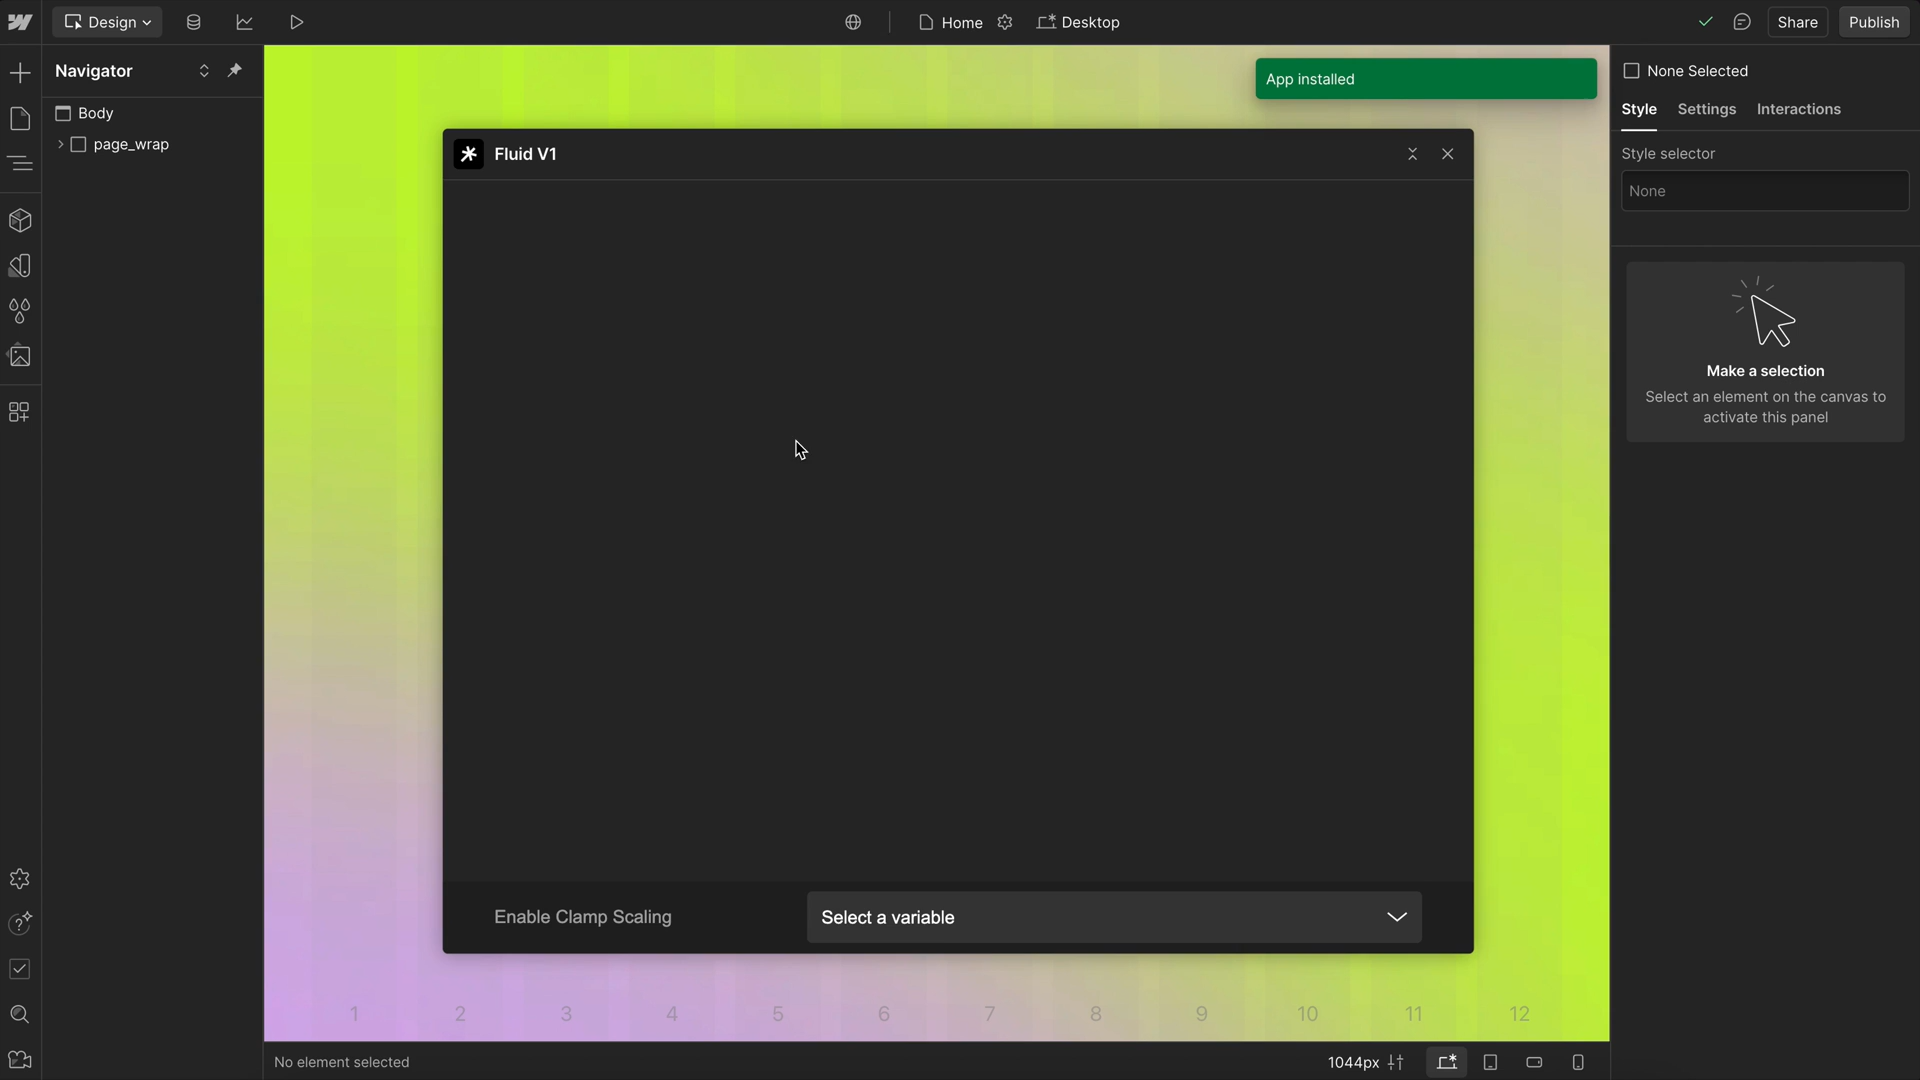 Design
Home
Desktop
Share
Publish
Navigator
Body
page_wrap
App installed
Fluid V1
Enable Clamp Scaling
Select a variable
1 2 3 4 5 6 7 8 9 10 11 12
No element selected
1044px
None Selected
Style Settings Interactions
Style selector
None
Make a selection
Select an element on the canvas to
activate this panel